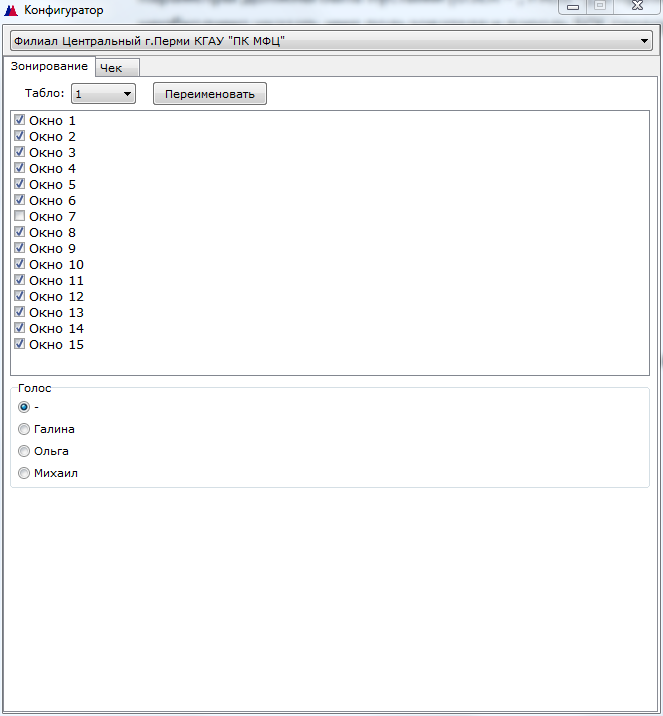 Конфигуратор
Филиал Центральный г.Перми КГАУ "ПК МФЦ"
Зонирование Чек
Табло: 1 Переименовать
Окно 1
Окно 2
Окно 3
Окно 4
Окно 5
Окно 6
Окно 7
Окно 8
Окно 9
Окно 10
Окно 11
Окно 12
Окно 13
Окно 14
Окно 15
Голос
-
Галина
Ольга
Михаил